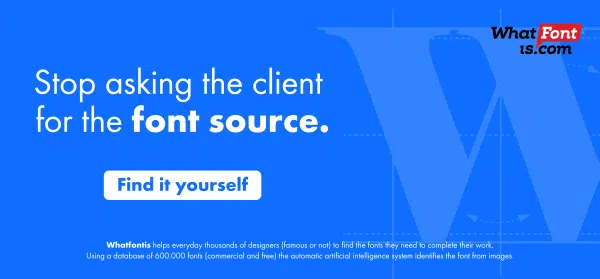 What Font
is.com
Stop asking the client
for the font source.
Find it yourself
Whatfontis helps everyday thousands of designers (famous or not) to find the fonts they need to complete their work.
Using a database of 600.000 fonts (commercial and free) the automatic artificial intelligence system identifies the font from images.